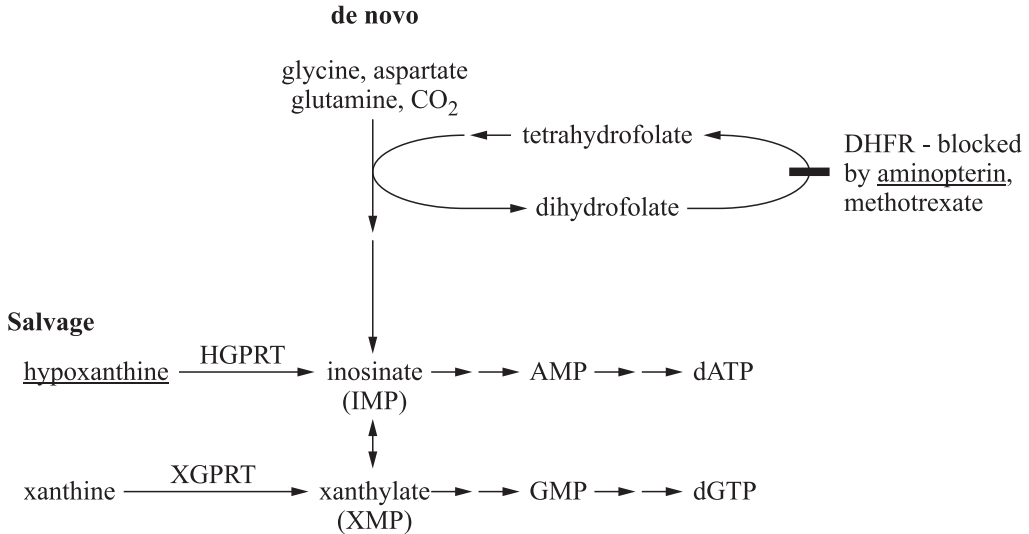 de novo
glycine, aspartate
glutamine, CO₂
tetrahydrofolate
dihydrofolate
DHFR - blocked
by aminopterin,
methotrexate
Salvage
hypoxanthine HGPRT inosinate AMP dATP
(IMP)
xanthine XGPRT xanthylate GMP dGTP
(XMP)